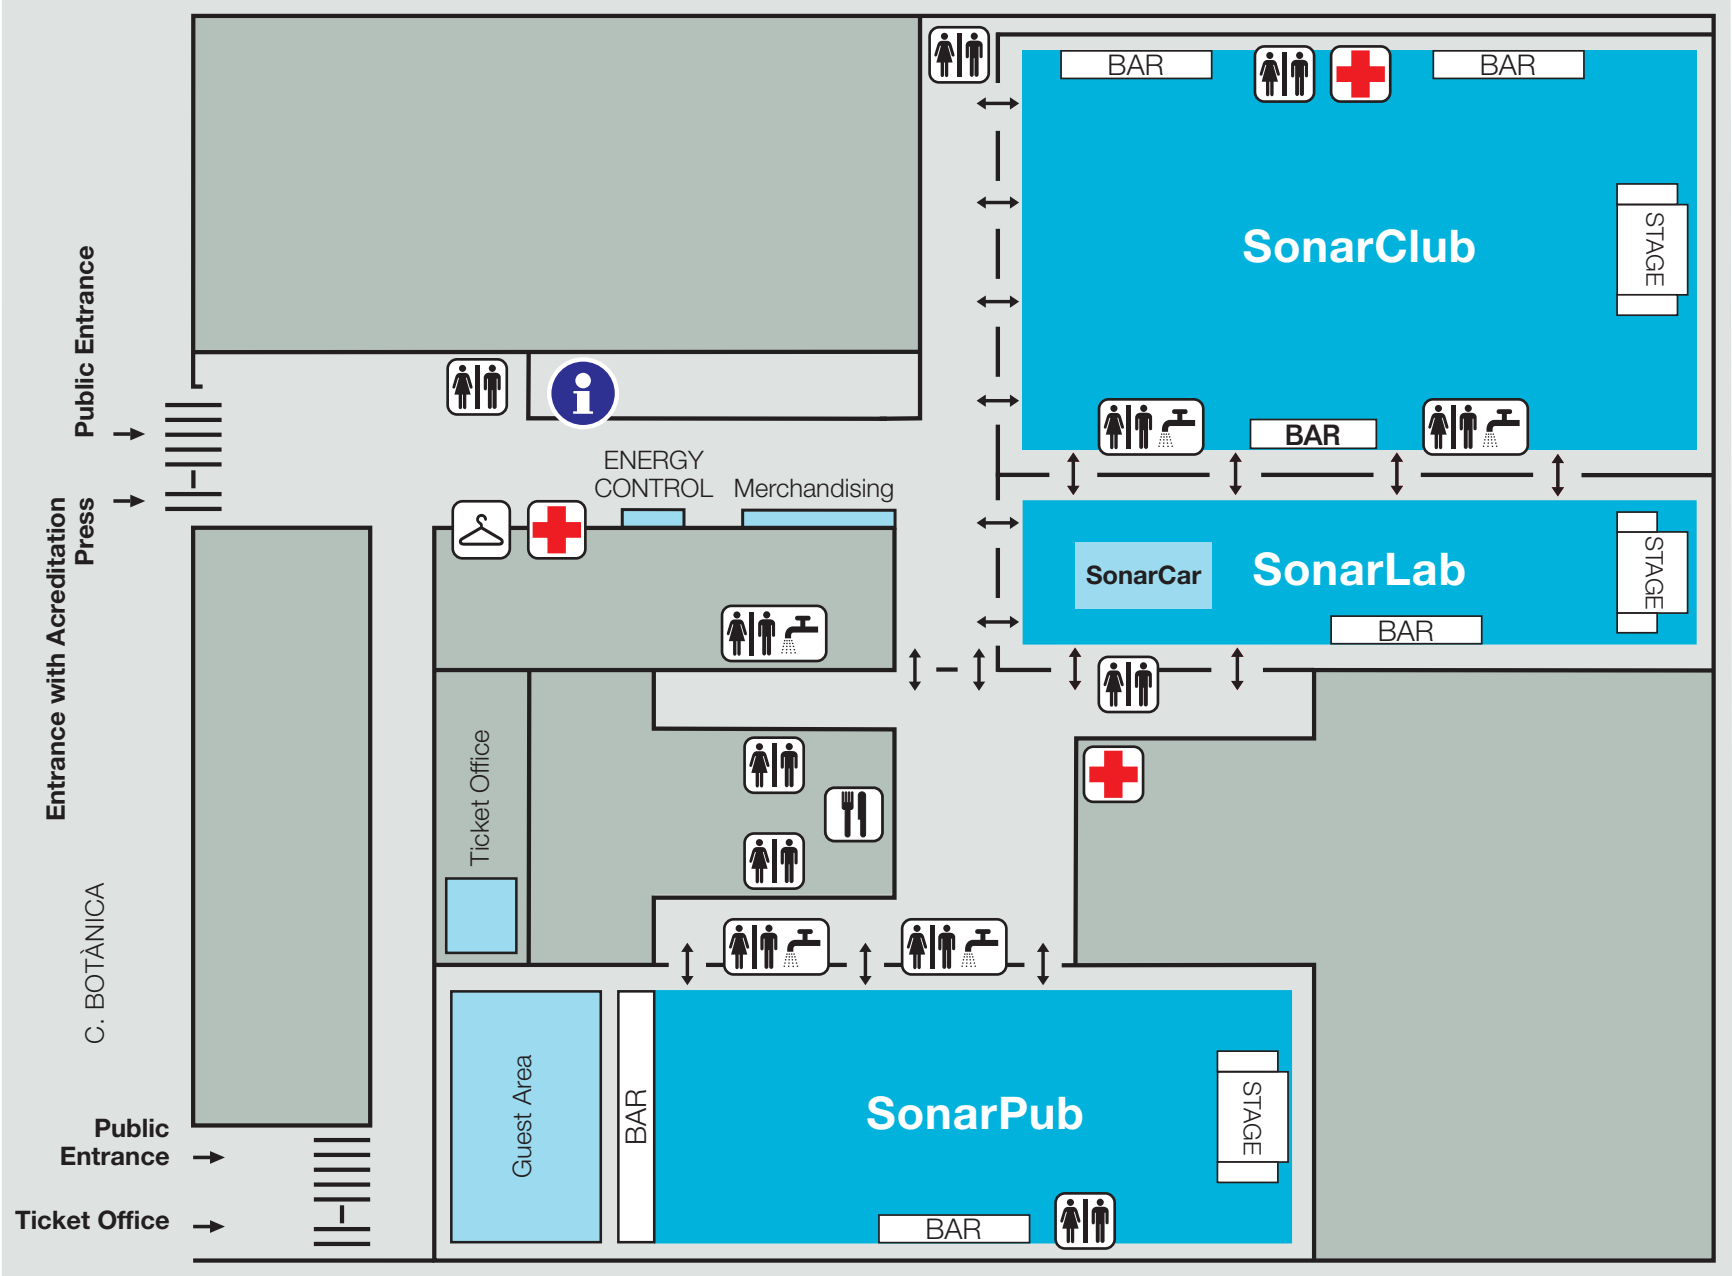 BAR
BAR
SonarClub
STAGE
BAR
Public Entrance
Entrance with Acreditation
Press
ENERGY
CONTROL
Merchandising
SonarCar
SonarLab
STAGE
BAR
Ticket Office
C. BOTÀNICA
Guest Area
BAR
SonarPub
STAGE
BAR
Public
Entrance
Ticket Office